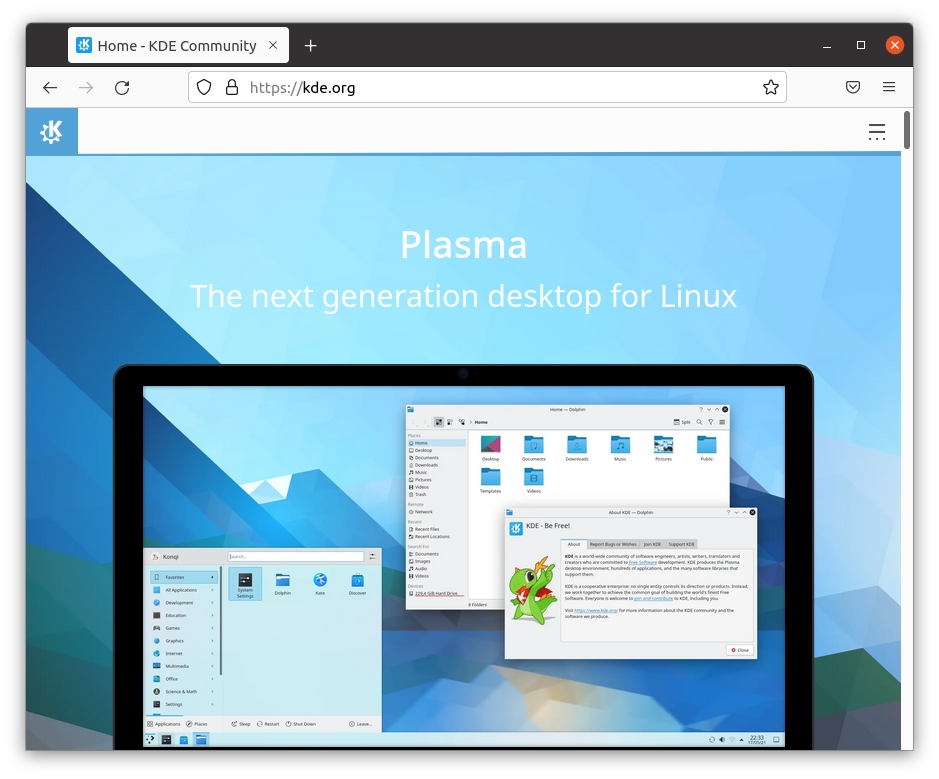 Home - KDE Community
https://kde.org
Plasma
The next generation desktop for Linux
Home — Dolphin
Home
Split
Places
Home
Desktop
Documents
Downloads
Music
Pictures
Videos
Trash
Remote
Network
Recent
Recent Files
Recent Locations
Search For
Documents
Images
Audio
Videos
Devices
229.4 GiB Hard Drive
Desktop
Documents
Downloads
Music
Pictures
Public
Templates
Videos
8 Folders
About KDE — Dolphin
KDE - Be Free!
About
Report Bugs or Wishes
Join KDE
Support KDE
KDE is a world-wide community of software engineers, artists, writers, translators and
creators who are committed to Free Software development. KDE produces the Plasma
desktop environment, hundreds of applications, and the many software libraries that
support them.
KDE is a cooperative enterprise: no single entity controls its direction or products. Instead,
we work together to achieve the common goal of building the world's finest Free
Software. Everyone is welcome to join and contribute to KDE, including you.
Visit https://www.kde.org/ for more information about the KDE community and the
software we produce.
Close
Konqi
Search...
Favorites
All Applications
Development
Education
Games
Graphics
Internet
Multimedia
Office
Science & Math
Settings
System
Settings
Dolphin
Kate
Discover
Applications
Places
Sleep
Restart
Shut Down
Leave...
22:33
17/05/21